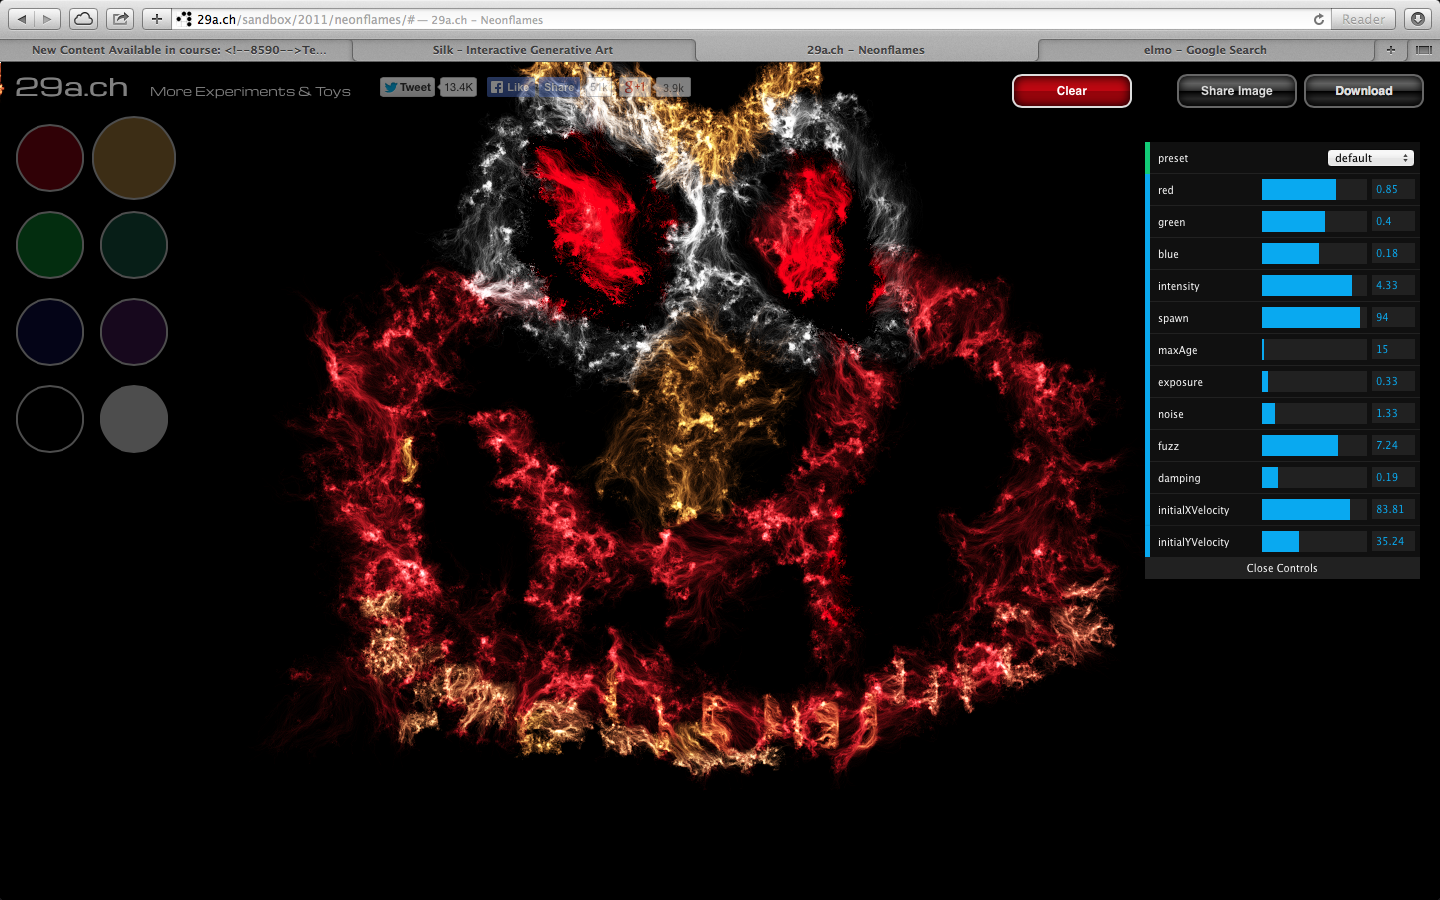 29a.ch/sandbox/2011/neonflames/# — 29a.ch – Neonflames
Reader
New Content Available in course: <!--8590-->Te...
Silk – Interactive Generative Art
29a.ch – Neonflames
elmo – Google Search
29a.ch
More Experiments & Toys
Tweet
13.4K
Like
Share
51k
+1
3.9k
Clear
Share Image
Download
preset
default
red
0.85
green
0.4
blue
0.18
intensity
4.33
spawn
94
maxAge
15
exposure
0.33
noise
1.33
fuzz
7.24
damping
0.19
initialXVelocity
83.81
initialYVelocity
35.24
Close Controls